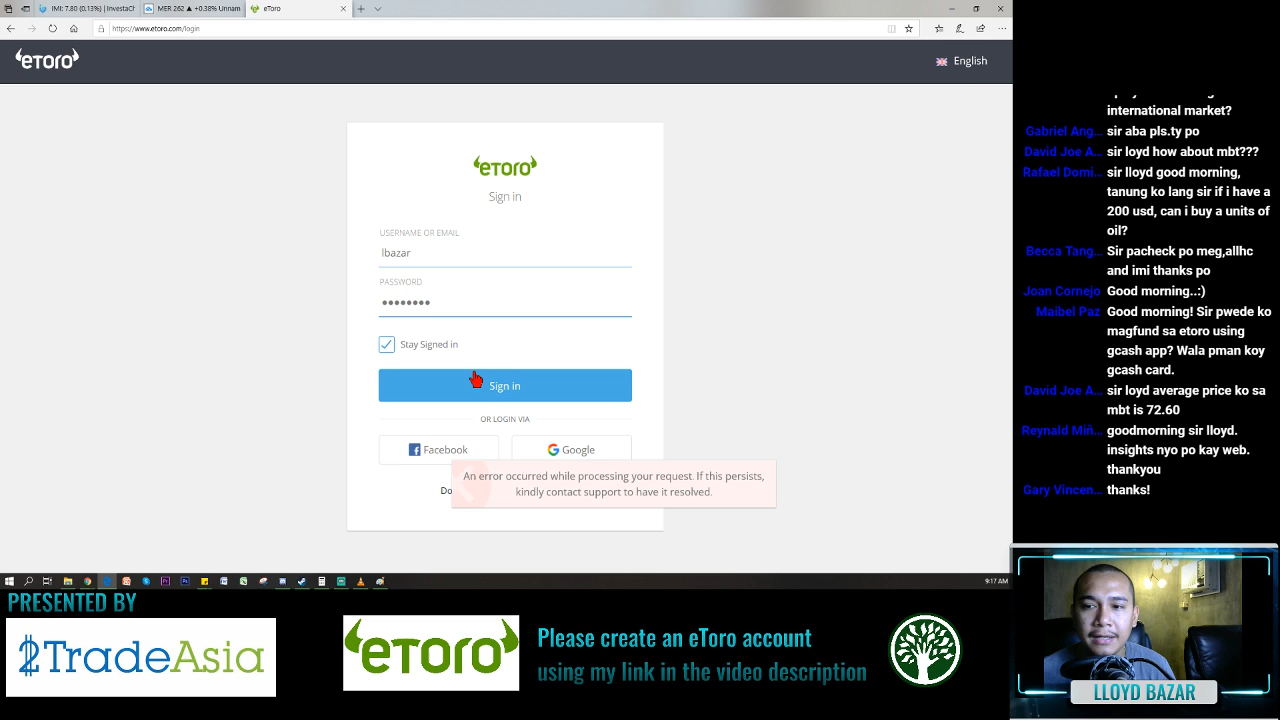 IMI: 7.80 (0.13%) | InvestaCh
MER 262 ▲ +0.38% Unnam
eToro
https://www.etoro.com/login
eToro
English
eToro
Sign in
USERNAME OR EMAIL
lbazar
PASSWORD
••••••••
Stay Signed in
Sign in
OR LOGIN VIA
Facebook
Google
An error occurred while processing your request. If this persists,
kindly contact support to have it resolved.
Do
9:17 AM
international market?
Gabriel Ang... sir aba pls.ty po
David Joe A... sir loyd how about mbt???
Rafael Domi... sir lloyd good morning,
tanung ko lang sir if i have a
200 usd, can i buy a units of
oil?
Becca Tang... Sir pacheck po meg,allhc
and imi thanks po
Joan Cornejo Good morning..:)
Maibel Paz Good morning! Sir pwede ko
magfund sa etoro using
gcash app? Wala pman koy
gcash card.
David Joe A... sir loyd average price ko sa
mbt is 72.60
Reynald Miñ... goodmorning sir lloyd.
insights nyo po kay web.
thankyou
Gary Vincen... thanks!
PRESENTED BY
2TradeAsia
eToro
Please create an eToro account
using my link in the video description
LLOYD BAZAR